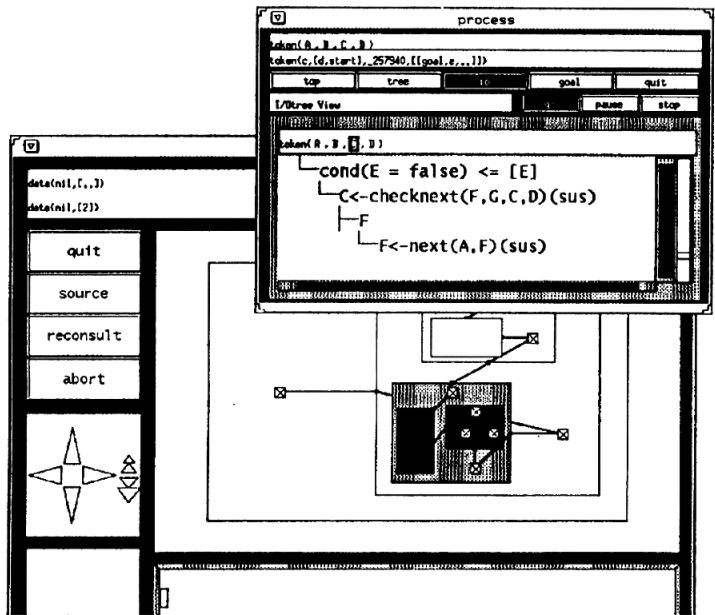 process
token( A , B , C , D )
token(c,[d,start],_257940,[[goal,e,,,]])
top tree io goal quit
I/Otree View pause stop
token( A , B , C , D )
cond(E = false) <= [E]
C<-checknext(F,G,C,D)(sus)
F
F<-next(A,F)(sus)
data(nil,[,,])
data(nil,[2])
quit
source
reconsult
abort